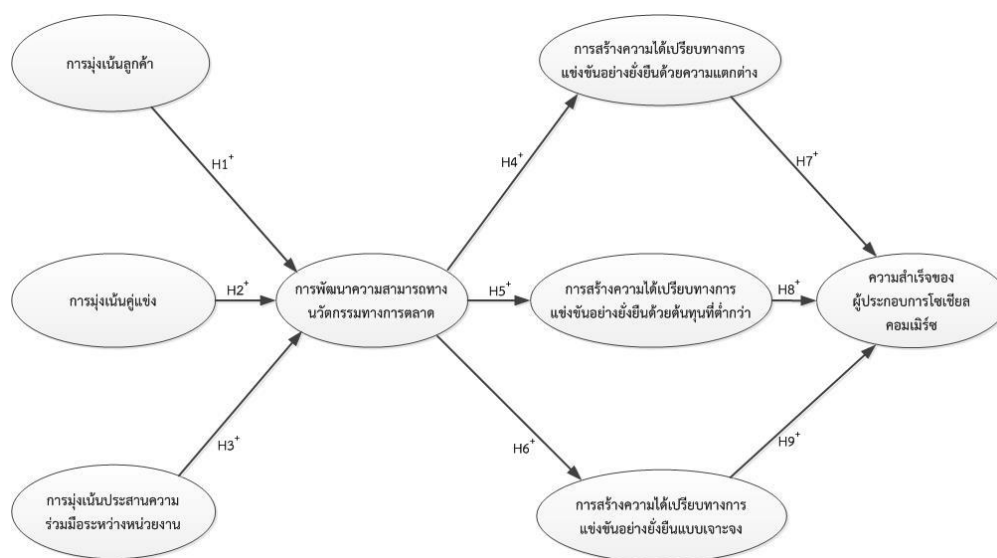 การมุ่งเน้นลูกค้า
การสร้างความได้เปรียบทางการ
แข่งขันอย่างยั่งยืนด้วยความแตกต่าง
H1+
H4+
H7+
การมุ่งเน้นคู่แข่ง
H2+
การพัฒนาความสามารถทาง
นวัตกรรมทางการตลาด
H5+
การสร้างความได้เปรียบทางการ
แข่งขันอย่างยั่งยืนด้วยต้นทุนที่ต่ำกว่า
H8+
ความสำเร็จของ
ผู้ประกอบการโซเชียล
คอมเมิร์ซ
H3+
H6+
H9+
การมุ่งเน้นประสานความ
ร่วมมือระหว่างหน่วยงาน
การสร้างความได้เปรียบทางการ
แข่งขันอย่างยั่งยืนแบบเจาะจง